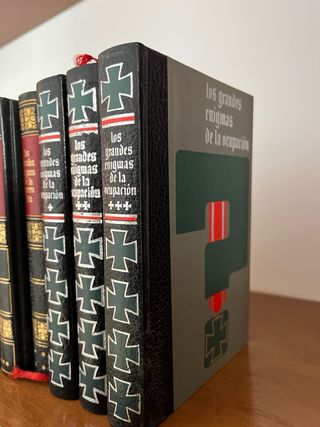 los grandes
enigmas
de la ocupación
los
grandes
enigmas
de la
ocupación
los
grandes
enigmas
de la
ocupación
los
grandes
enigmas
de la
ocupación